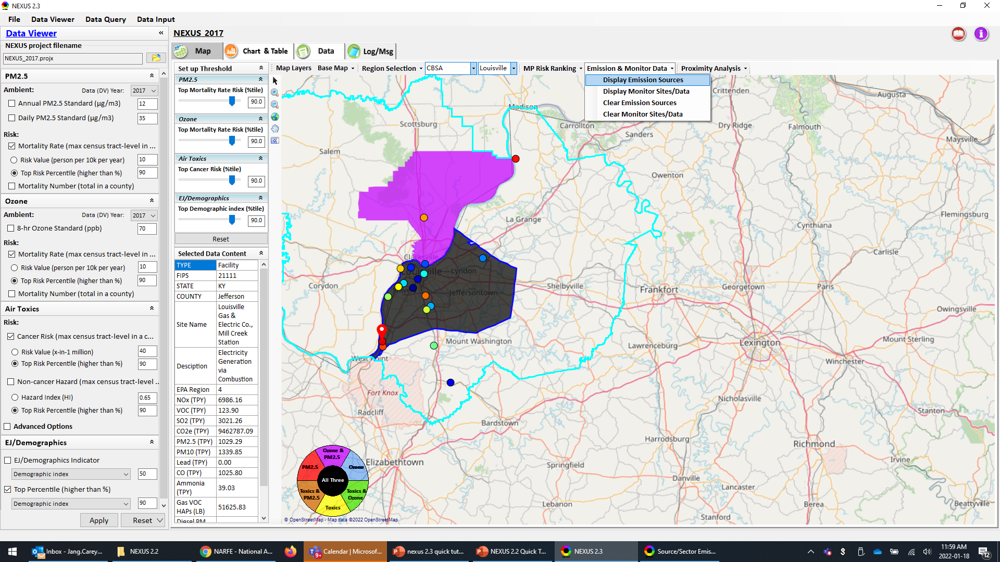 NEXUS 2.3
File Data Viewer Data Query Data Input
Data Viewer «
NEXUS project filename
NEXUS_2017.projx
PM2.5
Ambient: Data (DV) Year: 2017
Annual PM2.5 Standard (µg/m3) 12
Daily PM2.5 Standard (µg/m3) 35
Risk:
Mortality Rate (max census tract-level in ...
Risk Value (person per 10k per year) 10
Top Risk Percentile (higher than %) 90
Mortality Number (total in a county)
Ozone
Ambient: Data (DV) Year: 2017
8-hr Ozone Standard (ppb) 70
Risk:
Mortality Rate (max census tract-level in ...
Risk Value (person per 10k per year) 10
Top Risk Percentile (higher than %) 90
Mortality Number (total in a county)
Air Toxics
Risk:
Cancer Risk (max census tract-level in a c...
Risk Value (x-in-1 million) 40
Top Risk Percentile (higher than %) 90
Non-cancer Hazard (max census tract-level ..
Hazard Index (HI) 0.65
Top Risk Percentile (higher than %) 90
Advanced Options
EJ/Demographics
EJ/Demographics Indicator
Demographic index 50
Top Percentile (higher than %)
Demographic index 90
Apply Reset
NEXUS_2017
Map Chart & Table Data Log/Msg
Set up Threshold
PM2.5
Top Mortality Rate Risk (%tile)
90.0
Ozone
Top Mortality Rate Risk (%tile)
90.0
Air Toxics
Top Cancer Risk (%tile)
90.0
EJ/Demographics
Top Demographic index (%tile)
90.0
Reset
Selected Data Content
TYPE Facility
FIPS 21111
STATE KY
COUNTY Jefferson
Site Name Louisville
Gas &
Electric Co.,
Mill Creek
Station
Desciption Electricity
Generation
via
Combustion
EPA Region 4
NOx (TPY) 6986.16
VOC (TPY) 123.90
SO2 (TPY) 3021.26
CO2e (TPY) 9462787.09
PM2.5 (TPY) 1029.29
PM10 (TPY) 1339.85
Lead (TPY) 0.00
CO (TPY) 1025.80
Ammonia
(TPY) 39.03
Gas VOC
HAPs (LB) 51625.83
Diesel PM
Map Layers Base Map Region Selection CBSA Louisville MP Risk Ranking Emission & Monitor Data Proximity Analysis
Display Emission Sources
Display Monitor Sites/Data
Clear Emission Sources
Clear Monitor Sites/Data
Crittenden
Augusta
Madison
Scottsburg
Carrollton
Dry Ridge
Falmouth
Sanders
Maysville
Salem
Owenton
Flemingsburg
La Grange
Cynthiana
Carlisle
Clarksville
Louisville
Lyndon
Corydon
Shelbyville
Frankfort
Georgetown
Paris
Jeffersontown
Owingsville
Mount Washington
Lawrenceburg
Lexington
Mount Sterling
West Point
Winchester
Fort Knox
Nicholasville
Radcliff
Stanton
Bardstown
Harrodsburg
Richmond
Elizabethtown
Springfield
Irvine
Danville
Lancaster
Lebanon
Berea
Beattyville
Stanford
Ozone &
PM2.5
PM2.5
Ozone
All Three
Toxics &
PM2.5
Toxics &
Ozone
Toxics
© OpenStreetMap - Map data ©2022 OpenStreetMap
Inbox - Jang.Carey... NEXUS 2.2 NARFE - National A... 9+ Calendar | Microsof... nexus 2.3 quick tut... NEXUS 2.2 Quick T... NEXUS 2.3 Source/Sector Emis...
11:59 AM
2022-01-18
12